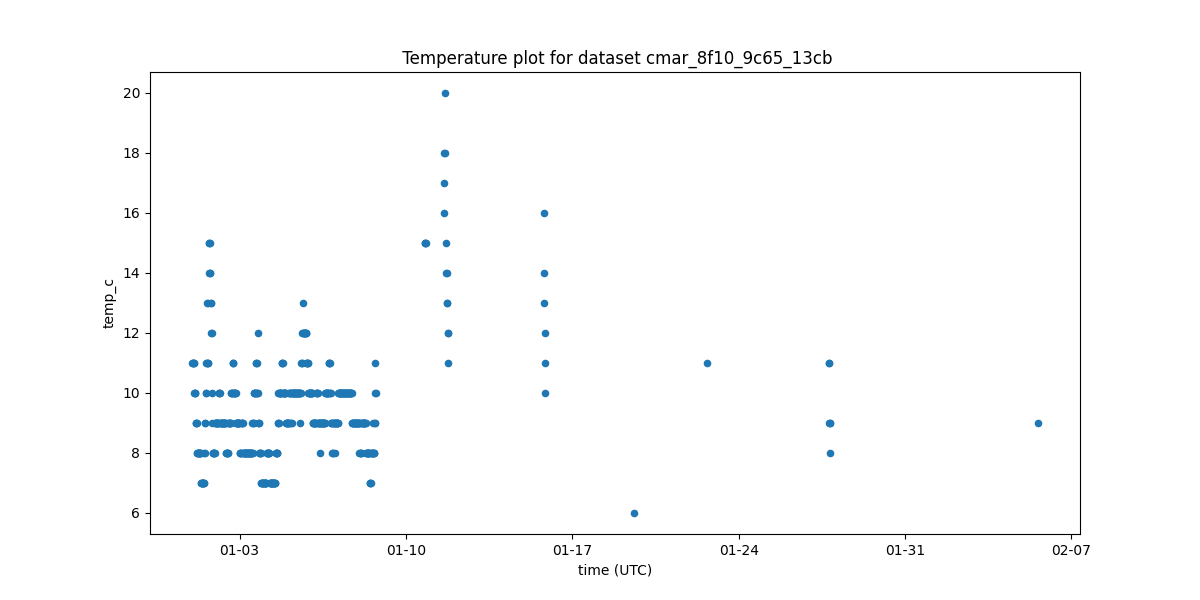 Temperature plot for dataset cmar_8f10_9c65_13cb
20
18
16
14
12
10
8
6
temp_c
01-03 01-10 01-17 01-24 01-31 02-07
time (UTC)